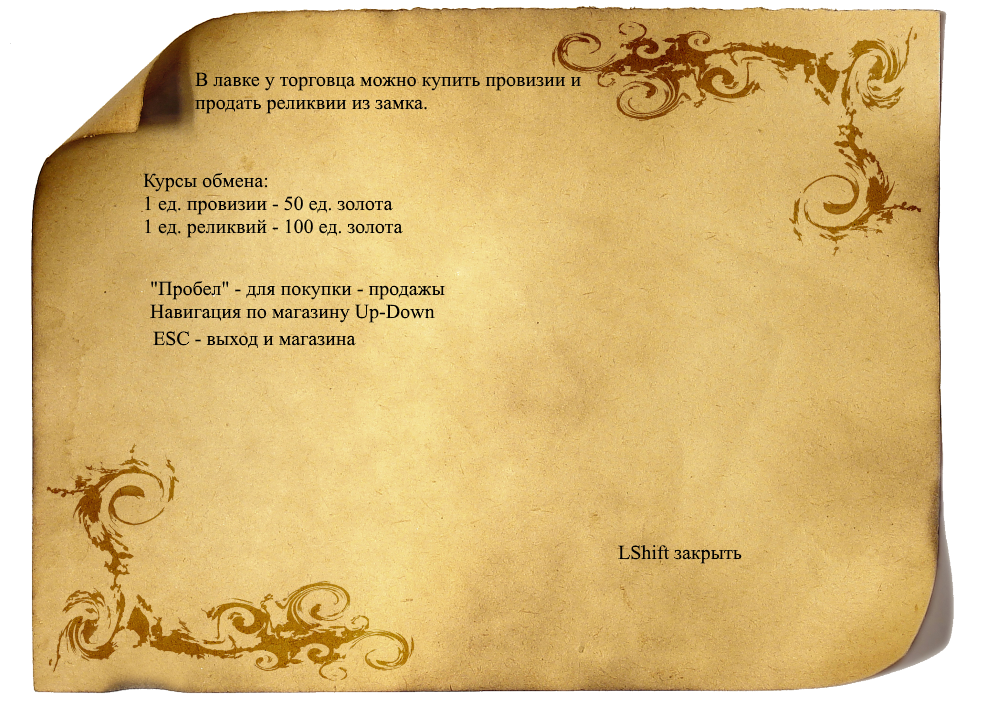 В лавке у торговца можно купить провизии и
продать реликвии из замка.
Курсы обмена:
1 ед. провизии - 50 ед. золота
1 ед. реликвий - 100 ед. золота
"Пробел" - для покупки - продажы
Навигация по магазину Up-Down
ESC - выход и магазина
LShift закрыть